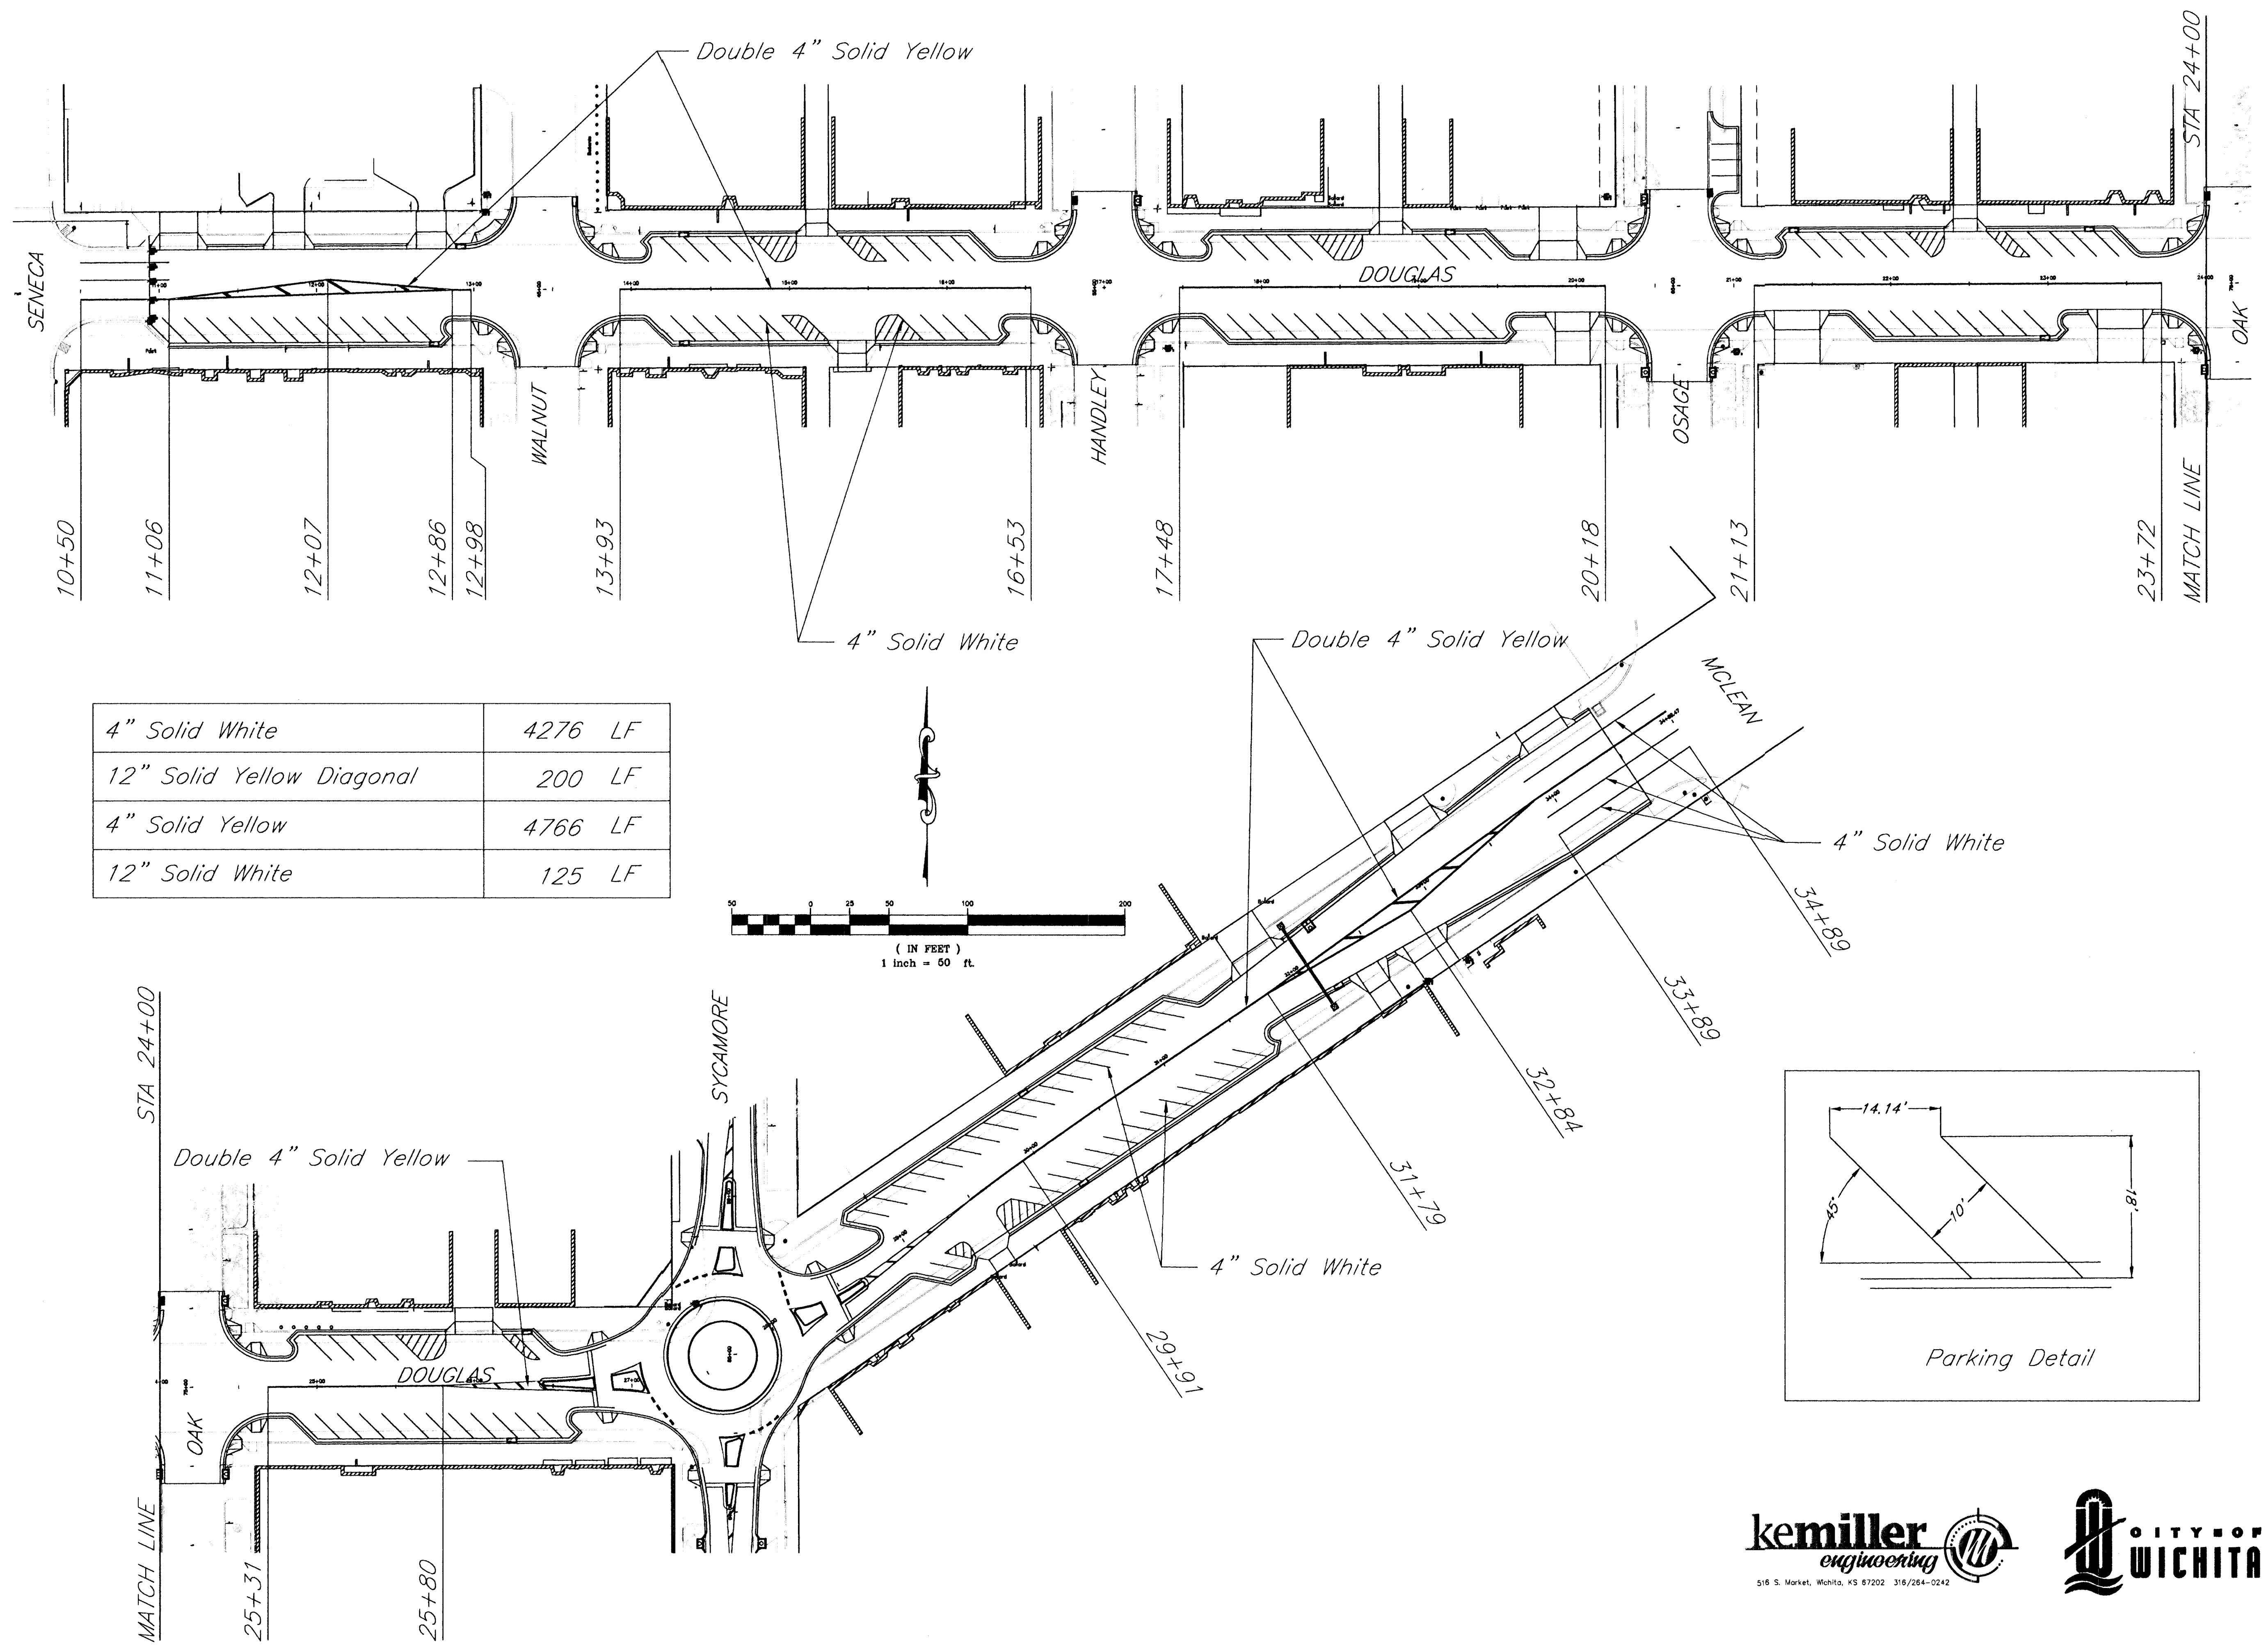 Double 4” Solid Yellow
STA 24+00
SENECA
DOUGLAS
OAK
WALNUT
HANDLEY
OSAGE
MATCH LINE
10+50
11+06
12+07
12+86
12+98
13+93
16+53
17+48
20+18
21+13
23+72
4” Solid White
Double 4” Solid Yellow
MCLEAN
4” Solid White 4276 LF
12” Solid Yellow Diagonal 200 LF
4” Solid Yellow 4766 LF
12” Solid White 125 LF
50 0 25 50 100 200
( IN FEET )
1 inch = 50 ft.
4” Solid White
34+89
33+89
32+84
31+79
29+91
STA 24+00
SYCAMORE
Double 4” Solid Yellow
4” Solid White
DOUGLAS
OAK
MATCH LINE
25+31
25+80
14.14'
45°
10'
18'
Parking Detail
kemiller
engineering
516 S. Market, Wichita, KS 67202 316/264-0242
CITY OF
WICHITA